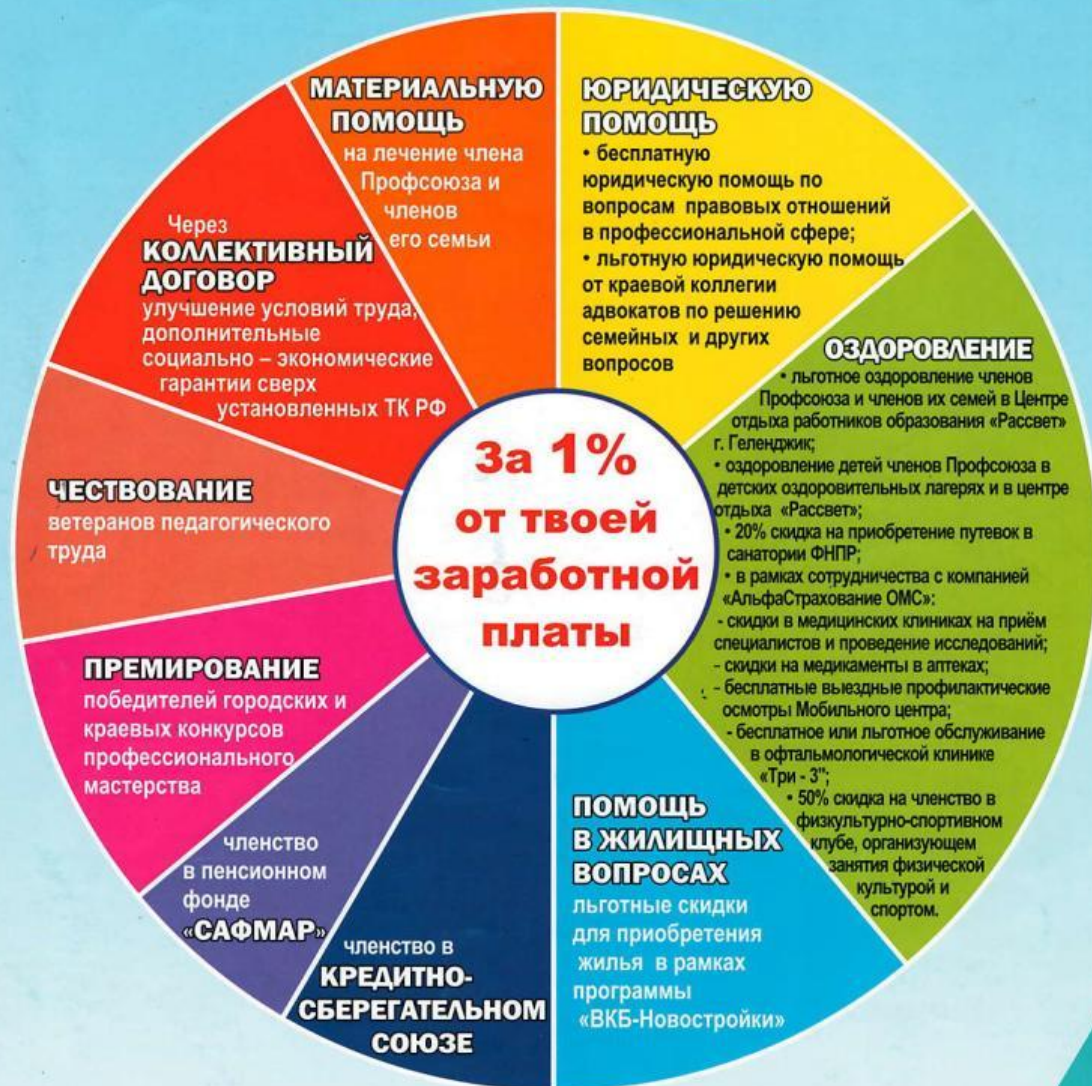 За 1%
от твоей
заработной
платы
МАТЕРИАЛЬНУЮ
ПОМОЩЬ
на лечение члена
Профсоюза и
членов
его семьи
ЮРИДИЧЕСКУЮ
ПОМОЩЬ
• бесплатную
юридическую помощь по
вопросам правовых отношений
в профессиональной сфере;
• льготную юридическую помощь
от краевой коллегии
адвокатов по решению
семейных и других
вопросов
ОЗДОРОВЛЕНИЕ
• льготное оздоровление членов
Профсоюза и членов их семей в Центре
отдыха работников образования «Рассвет»
г. Геленджик;
• оздоровление детей членов Профсоюза в
детских оздоровительных лагерях и в центре
отдыха «Рассвет»;
• 20% скидка на приобретение путевок в
санатории ФНПР;
• в рамках сотрудничества с компанией
«АльфаСтрахование ОМС»:
- скидки в медицинских клиниках на приём
специалистов и проведение исследований;
- скидки на медикаменты в аптеках;
- бесплатные выездные профилактические
осмотры Мобильного центра;
- бесплатное или льготное обслуживание
в офтальмологической клинике
«Три - 3";
• 50% скидка на членство в
физкультурно-спортивном
клубе, организующем
занятия физической
культурой и
спортом.
ПОМОЩЬ
В ЖИЛИЩНЫХ
ВОПРОСАХ
льготные скидки
для приобретения
жилья в рамках
программы
«ВКБ-Новостройки»
членство в
КРЕДИТНО-
СБЕРЕГАТЕЛЬНОМ
СОЮЗЕ
членство
в пенсионном
фонде
«САФМАР»
ПРЕМИРОВАНИЕ
победителей городских и
краевых конкурсов
профессионального
мастерства
ЧЕСТВОВАНИЕ
ветеранов педагогического
труда
Через
КОЛЛЕКТИВНЫЙ
ДОГОВОР
улучшение условий труда,
дополнительные
социально – экономические
гарантии сверх
установленных ТК РФ